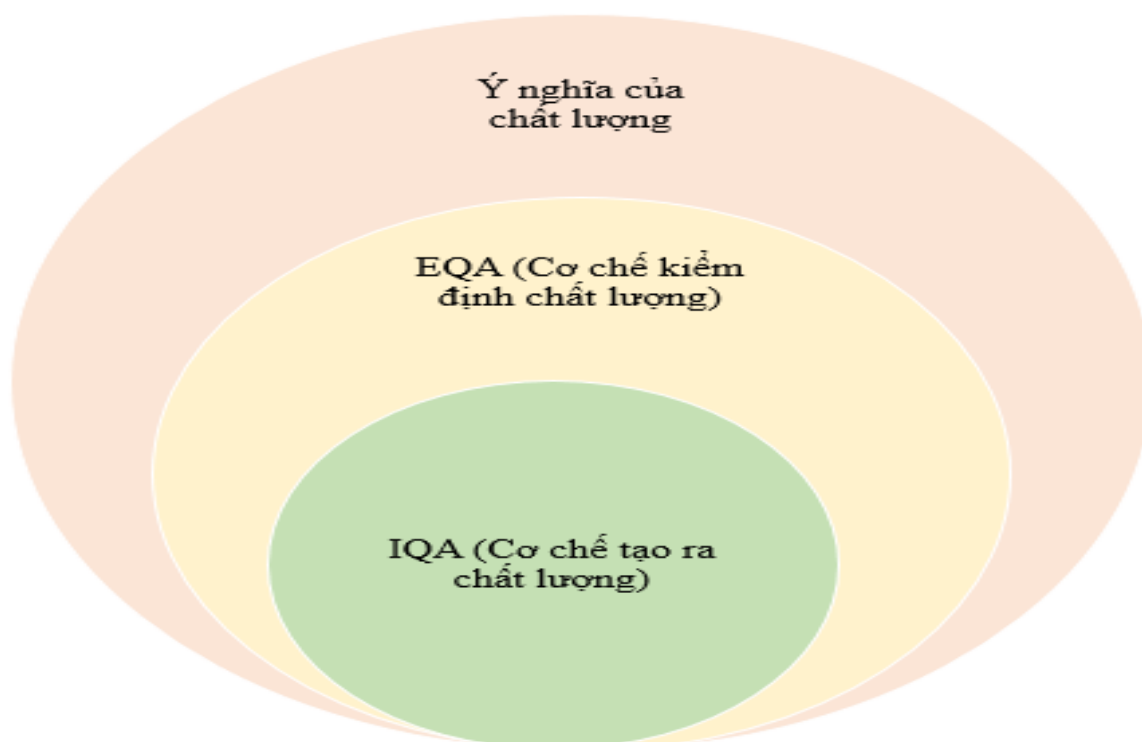 Ý nghĩa của
chất lượng
EQA (Cơ chế kiểm
định chất lượng)
IQA (Cơ chế tạo ra
chất lượng)